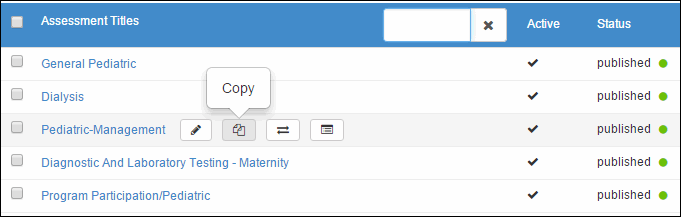 Assessment Titles Active Status
General Pediatric published
Copy
Dialysis published
Pediatric-Management published
Diagnostic And Laboratory Testing - Maternity published
Program Participation/Pediatric published